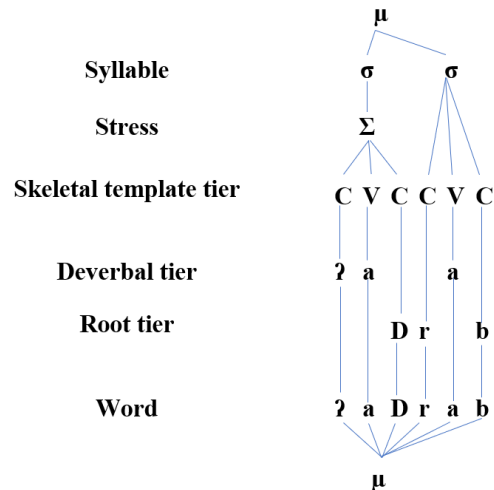 μ
Syllable σ σ
Stress Σ
Skeletal template tier C V C C V C
Deverbal tier ʔ a a
Root tier D r b
Word ʔ a D r a b
μ